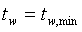 t_w = t_{w,min}